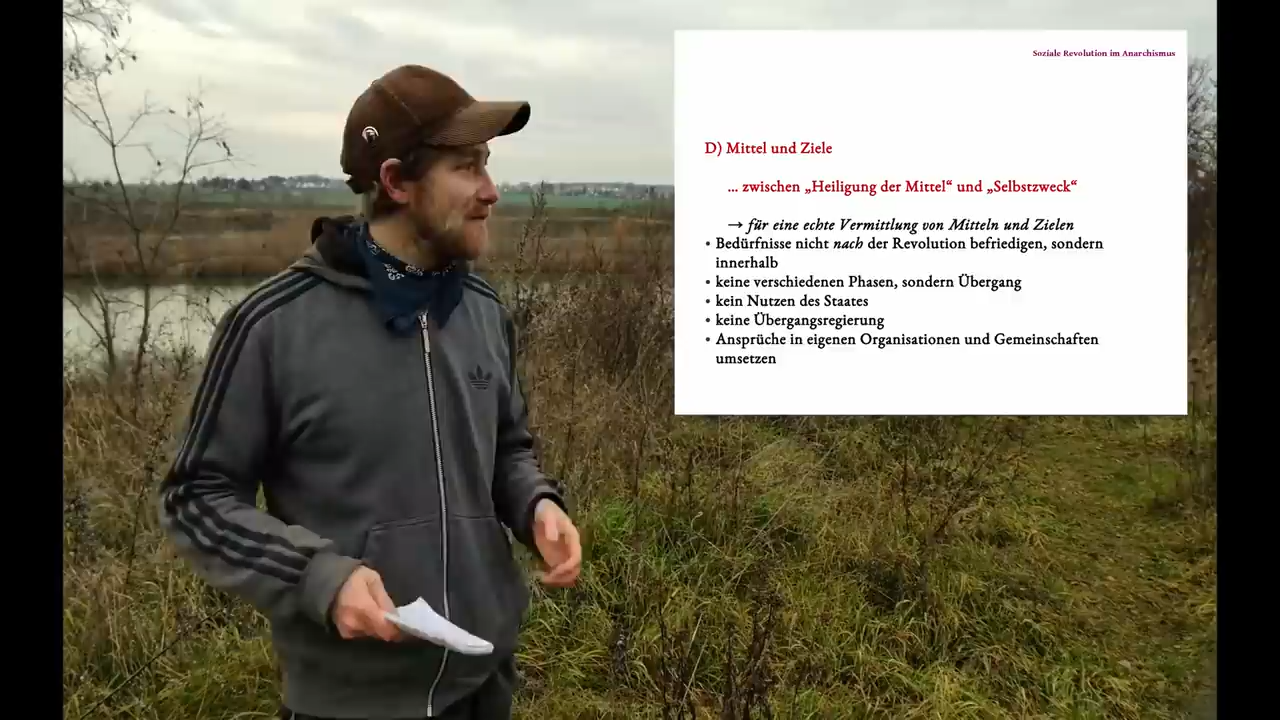 Soziale Revolution im Anarchismus
D) Mittel und Ziele
... zwischen „Heiligung der Mittel“ und „Selbstzweck“
→ für eine echte Vermittlung von Mitteln und Zielen
• Bedürfnisse nicht nach der Revolution befriedigen, sondern
innerhalb
• keine verschiedenen Phasen, sondern Übergang
• kein Nutzen des Staates
• keine Übergangsregierung
• Ansprüche in eigenen Organisationen und Gemeinschaften
umsetzen